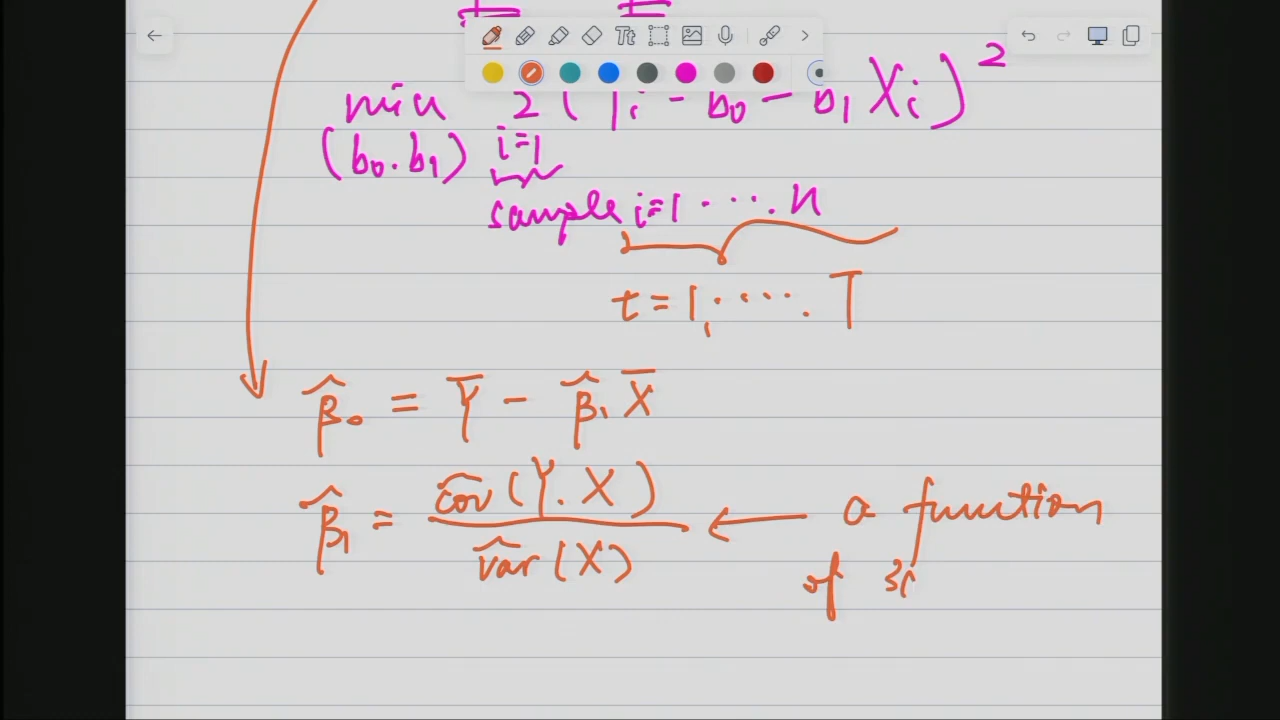 min Σ ( Yi - b0 - b1 Xi )²
(b0. b1) i=1
sample i=1 ..... n
t = 1, ..... T
β̂0 = Ȳ - β̂1 X̄
β̂1 = côv (Y. X) / vâr (X) ← a function
of